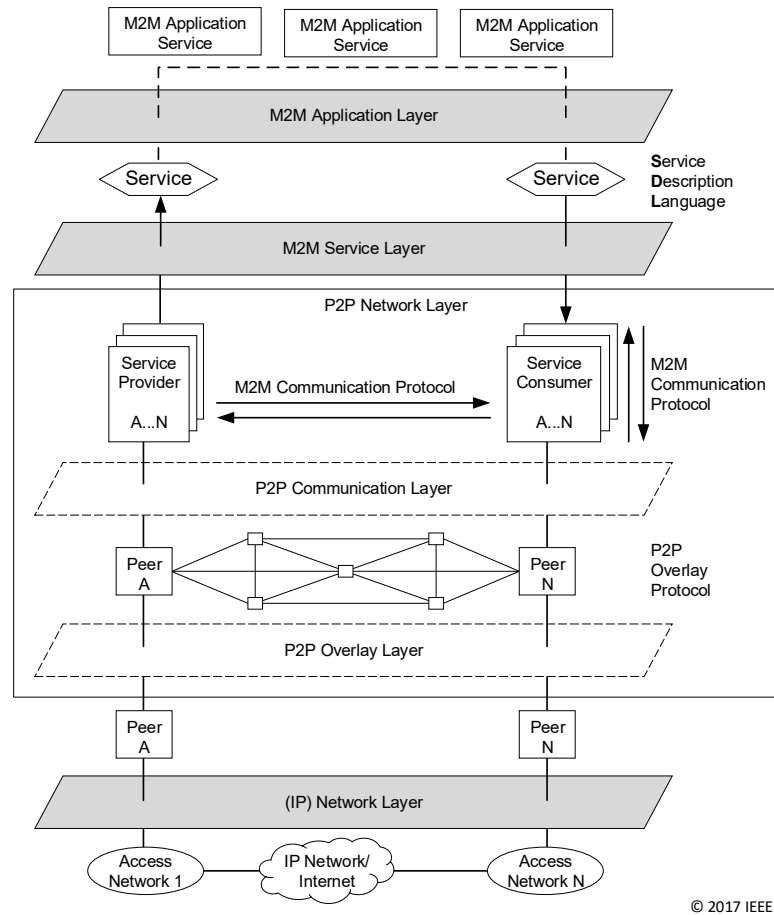 M2M Application
Service
M2M Application
Service
M2M Application
Service
M2M Application Layer
Service
Service
Service
Description
Language
M2M Service Layer
P2P Network Layer
Service
Provider
A...N
M2M Communication Protocol
Service
Consumer
A...N
M2M
Communication
Protocol
P2P Communication Layer
Peer
A
Peer
N
P2P
Overlay
Protocol
P2P Overlay Layer
Peer
A
Peer
N
(IP) Network Layer
Access
Network 1
IP Network/
Internet
Access
Network N
© 2017 IEEE